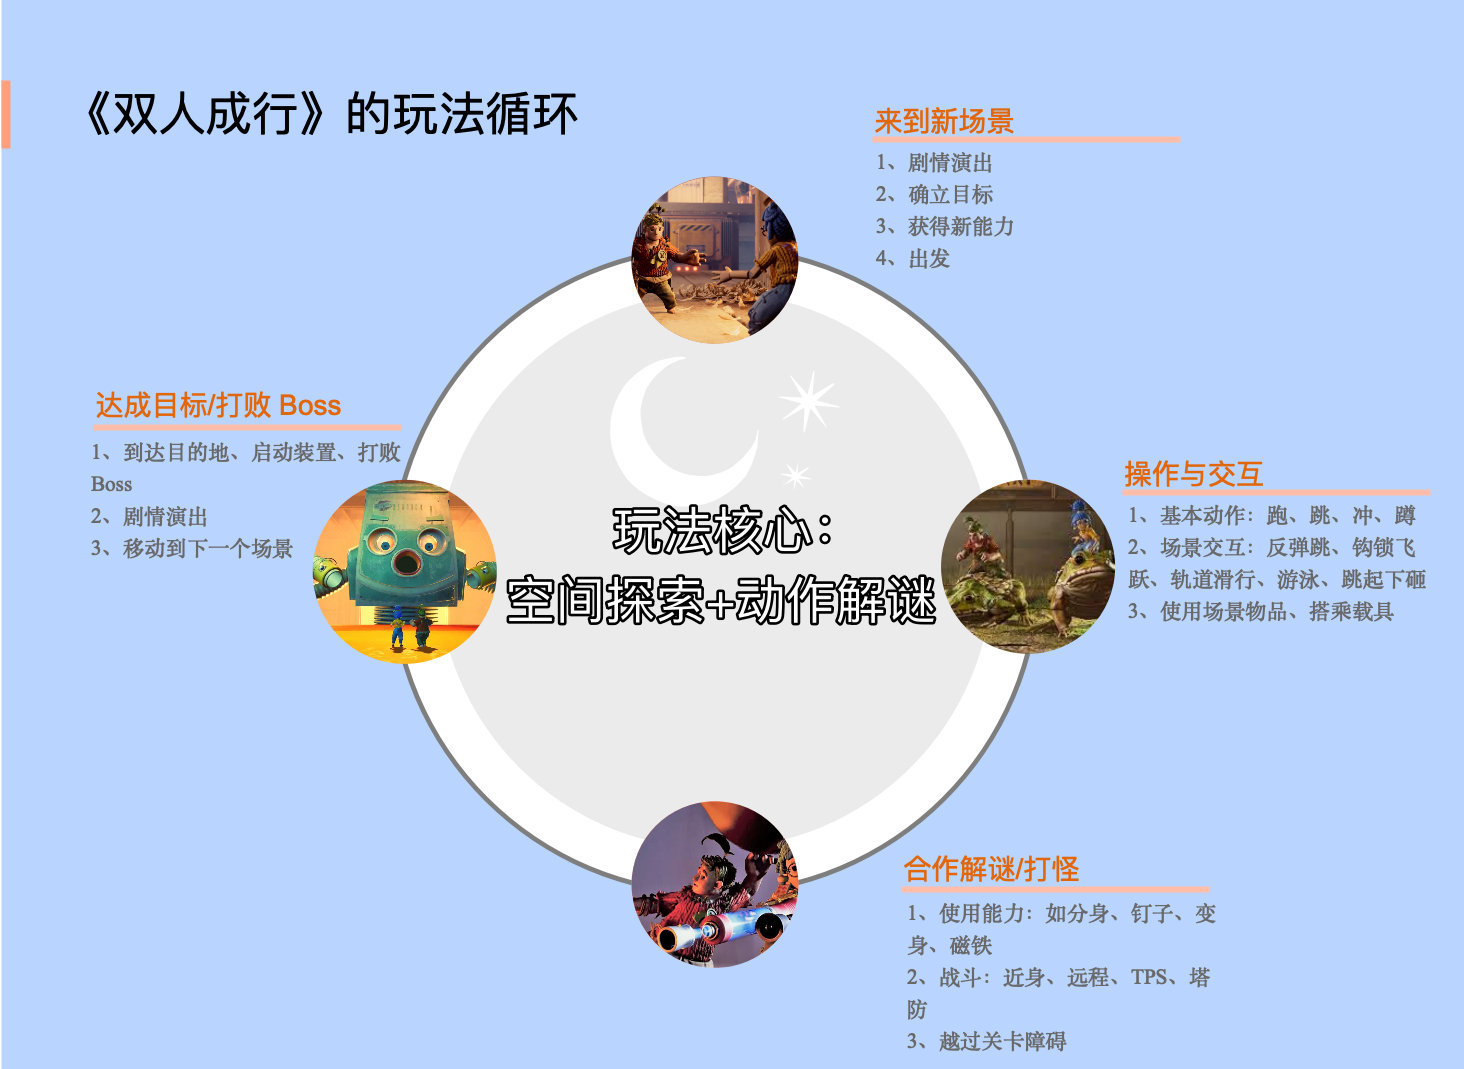 《双人成行》的玩法循环
来到新场景
1、剧情演出
2、确立目标
3、获得新能力
4、出发
达成目标/打败 Boss
1、到达目的地、启动装置、打败
Boss
2、剧情演出
3、移动到下一个场景
操作与交互
1、基本动作：跑、跳、冲、蹲
2、场景交互：反弹跳、钩锁飞
跃、轨道滑行、游泳、跳起下砸
3、使用场景物品、搭乘载具
玩法核心：
空间探索+动作解谜
合作解谜/打怪
1、使用能力：如分身、钉子、变
身、磁铁
2、战斗：近身、远程、TPS、塔
防
3、越过关卡障碍